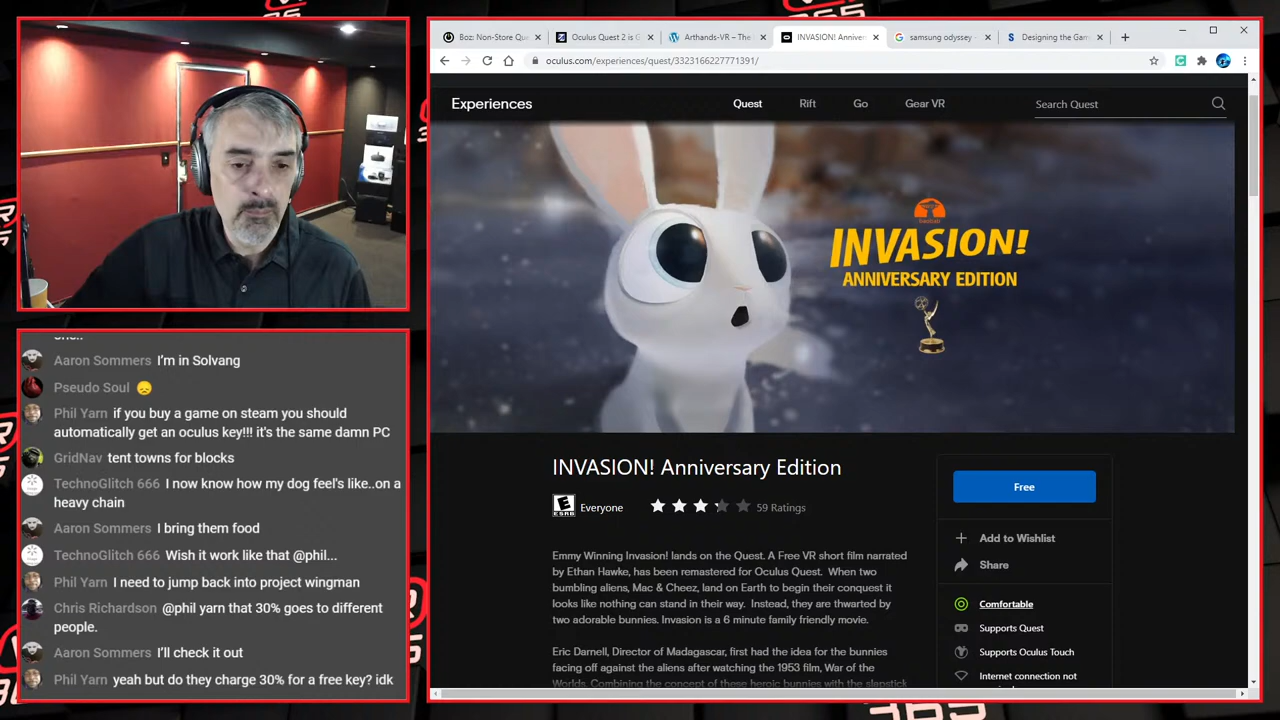 Boz: Non-Store Que
Oculus Quest 2 is G
Arthands-VR – The
INVASION! Anniver
samsung odyssey
Designing the Gam
oculus.com/experiences/quest/3323166227771391/
Experiences
Quest
Rift
Go
Gear VR
Search Quest
INVASION!
ANNIVERSARY EDITION
INVASION! Anniversary Edition
Free
Everyone
59 Ratings
Add to Wishlist
Share
Emmy Winning Invasion! lands on the Quest. A Free VR short film narrated
by Ethan Hawke, has been remastered for Oculus Quest. When two
bumbling aliens, Mac & Cheez, land on Earth to begin their conquest it
looks like nothing can stand in their way. Instead, they are thwarted by
two adorable bunnies. Invasion is a 6 minute family friendly movie.
Eric Darnell, Director of Madagascar, first had the idea for the bunnies
facing off against the aliens after watching the 1953 film, War of the
Worlds. Combining the concept of these heroic bunnies with the slapstick
Comfortable
Supports Quest
Supports Oculus Touch
Internet connection not
Aaron Sommers I'm in Solvang
Pseudo Soul 😞
Phil Yarn if you buy a game on steam you should
automatically get an oculus key!!! it's the same damn PC
GridNav tent towns for blocks
TechnoGlitch 666 I now know how my dog feel's like..on a
heavy chain
Aaron Sommers I bring them food
TechnoGlitch 666 Wish it work like that @phil...
Phil Yarn I need to jump back into project wingman
Chris Richardson @phil yarn that 30% goes to different
people.
Aaron Sommers I'll check it out
Phil Yarn yeah but do they charge 30% for a free key? idk